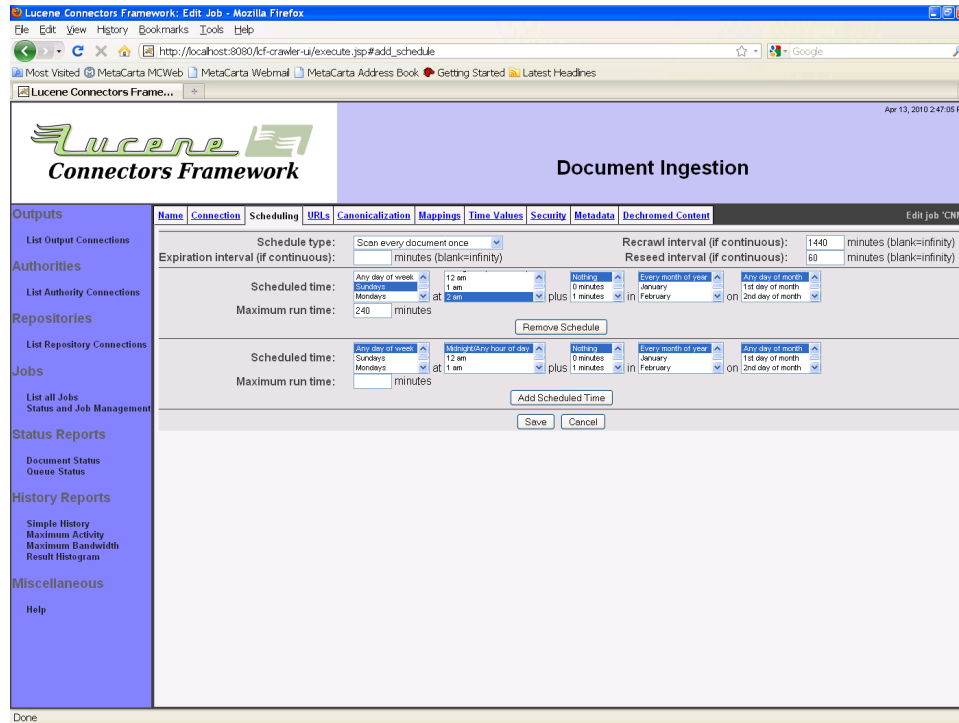 Lucene Connectors Framework: Edit Job - Mozilla Firefox
File Edit View History Bookmarks Tools Help
http://localhost:8080/lcf-crawler-ui/execute.jsp#add_schedule
Google
Most Visited MetaCarta MCWeb MetaCarta Webmail MetaCarta Address Book Getting Started Latest Headlines
Lucene Connectors Frame...
Apr 13, 2010 2:47:05 P
Lucene
Connectors Framework
Document Ingestion
Outputs
List Output Connections
Authorities
List Authority Connections
Repositories
List Repository Connections
Jobs
List all Jobs
Status and Job Management
Status Reports
Document Status
Queue Status
History Reports
Simple History
Maximum Activity
Maximum Bandwidth
Result Histogram
Miscellaneous
Help
Name Connection Scheduling URLs Canonicalization Mappings Time Values Security Metadata Dechromed Content
Edit job 'CNN
Schedule type: Scan every document once Recrawl interval (if continuous): 1440 minutes (blank=infinity)
Expiration interval (if continuous): minutes (blank=infinity) Reseed interval (if continuous): 60 minutes (blank=infinity)
Any day of week 12 am Nothing Every month of year Any day of month
Scheduled time: Sundays 1 am 0 minutes January 1st day of month
Mondays at 2 am plus 1 minutes in February on 2nd day of month
Maximum run time: 240 minutes
Remove Schedule
Any day of week Midnight/Any hour of day Nothing Every month of year Any day of month
Scheduled time: Sundays 12 am 0 minutes January 1st day of month
Mondays at 1 am plus 1 minutes in February on 2nd day of month
Maximum run time: minutes
Add Scheduled Time
Save Cancel
Done